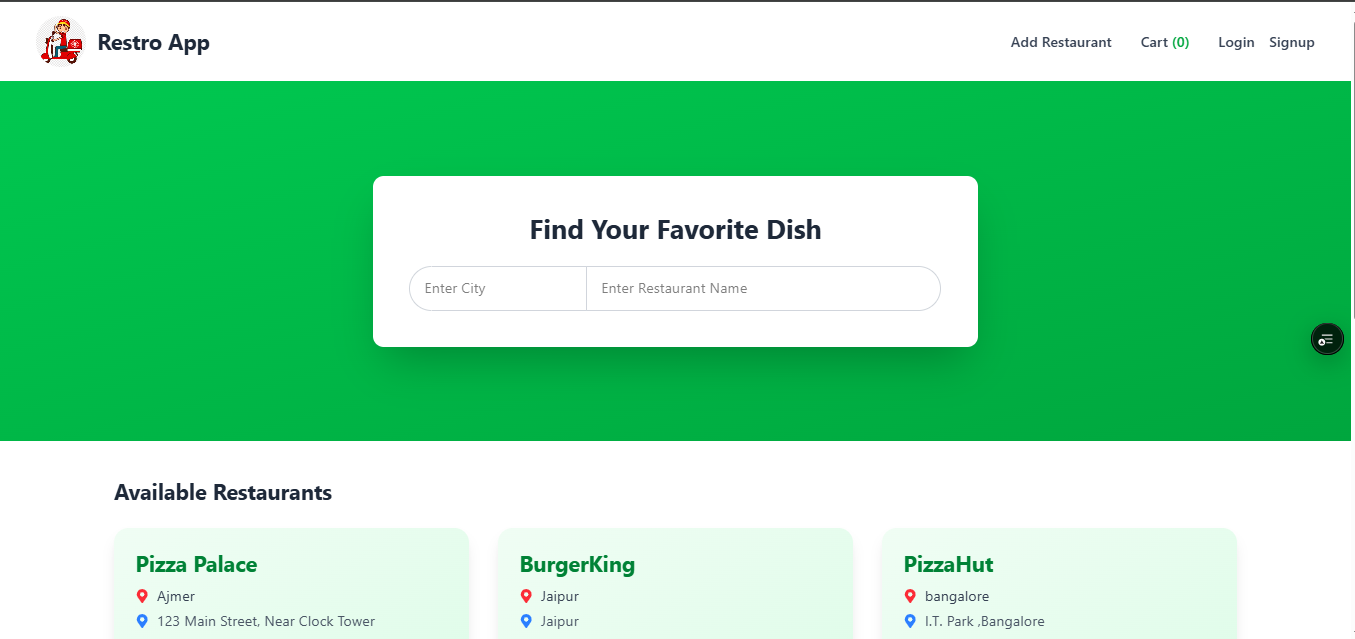 Restro App
Add Restaurant
Cart (0)
Login
Signup
Find Your Favorite Dish
Enter City
Enter Restaurant Name
Available Restaurants
Pizza Palace
Ajmer
123 Main Street, Near Clock Tower
BurgerKing
Jaipur
Jaipur
PizzaHut
bangalore
I.T. Park ,Bangalore